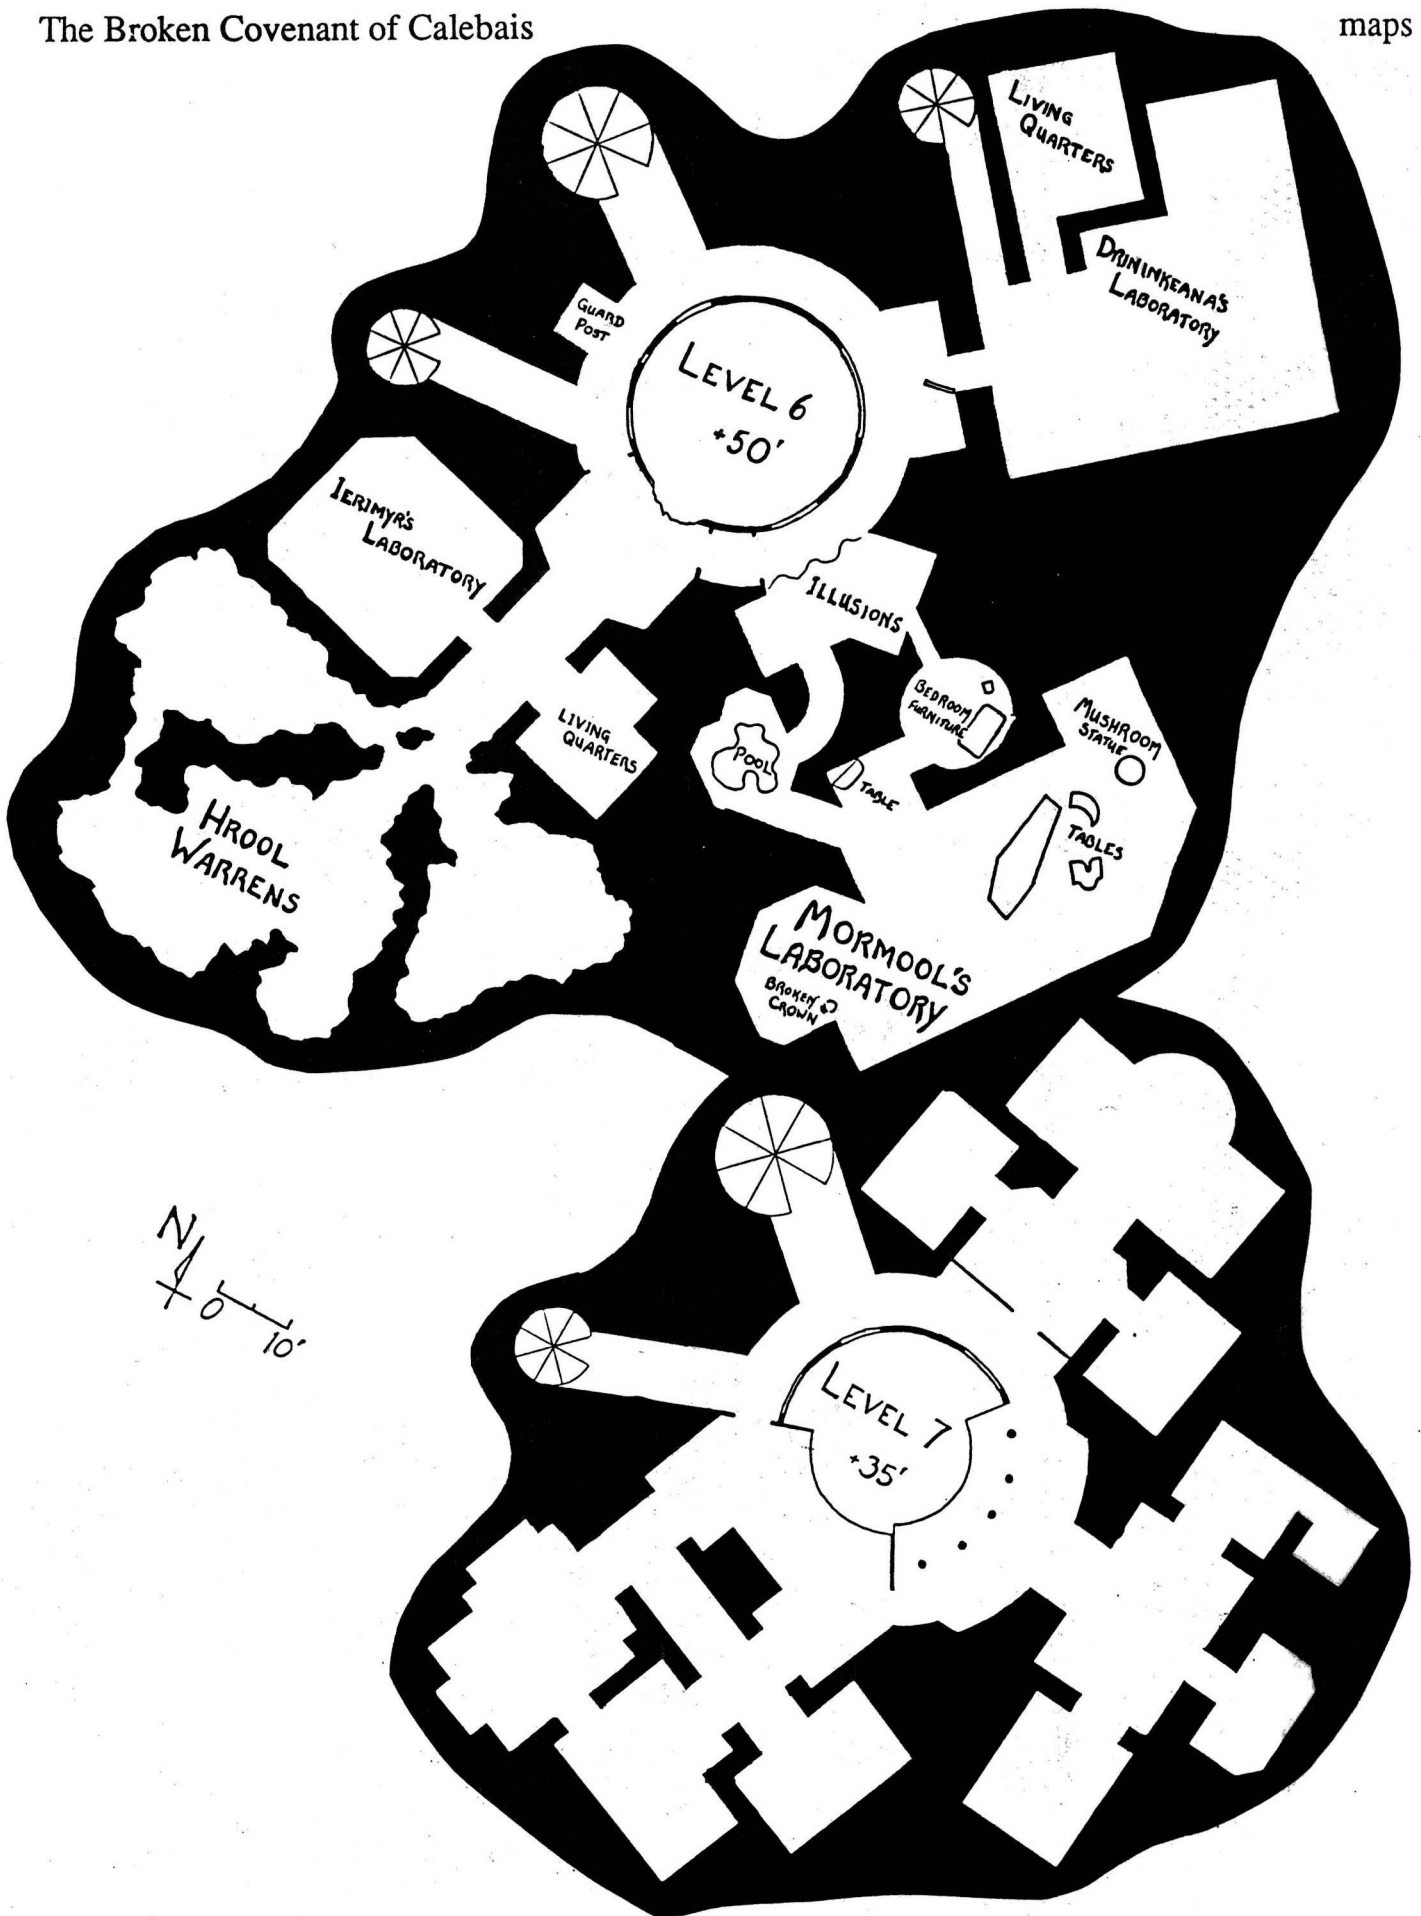 The Broken Covenant of Calebais
maps
LIVING
QUARTERS
DRININKEANA'S
LABORATORY
GUARD
POST
LEVEL 6
+50'
IERIMYR'S
LABORATORY
ILLUSIONS
BEDROOM
FURNITURE
MUSHROOM
STATUE
LIVING
QUARTERS
POOL
TABLE
TABLES
HROOL
WARRENS
MORMOOL'S
LABORATORY
BROKEN
CROWN
N
0
10'
LEVEL 7
+35'